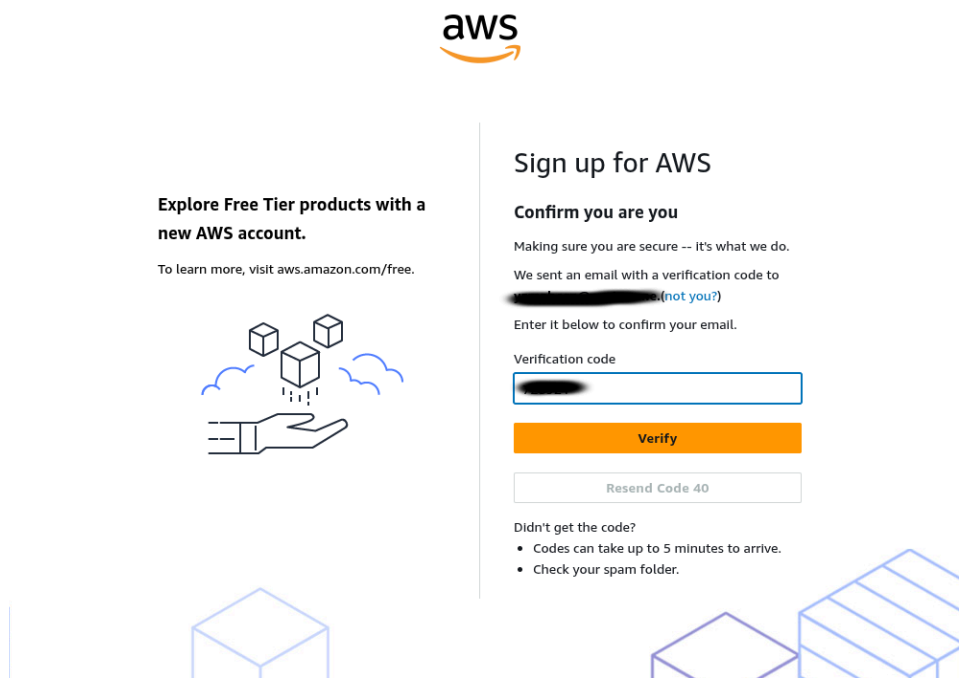 aws
Explore Free Tier products with a
new AWS account.
To learn more, visit aws.amazon.com/free.
Sign up for AWS
Confirm you are you
Making sure you are secure -- it's what we do.
We sent an email with a verification code to
(not you?)
Enter it below to confirm your email.
Verification code
Verify
Resend Code 40
Didn't get the code?
• Codes can take up to 5 minutes to arrive.
• Check your spam folder.